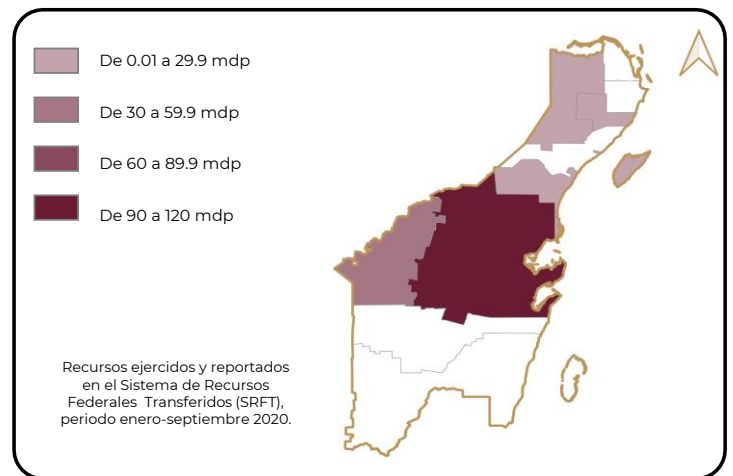 De 0.01 a 29.9 mdp
De 30 a 59.9 mdp
De 60 a 89.9 mdp
De 90 a 120 mdp
Recursos ejercidos y reportados
en el Sistema de Recursos
Federales Transferidos (SRFT),
periodo enero-septiembre 2020.